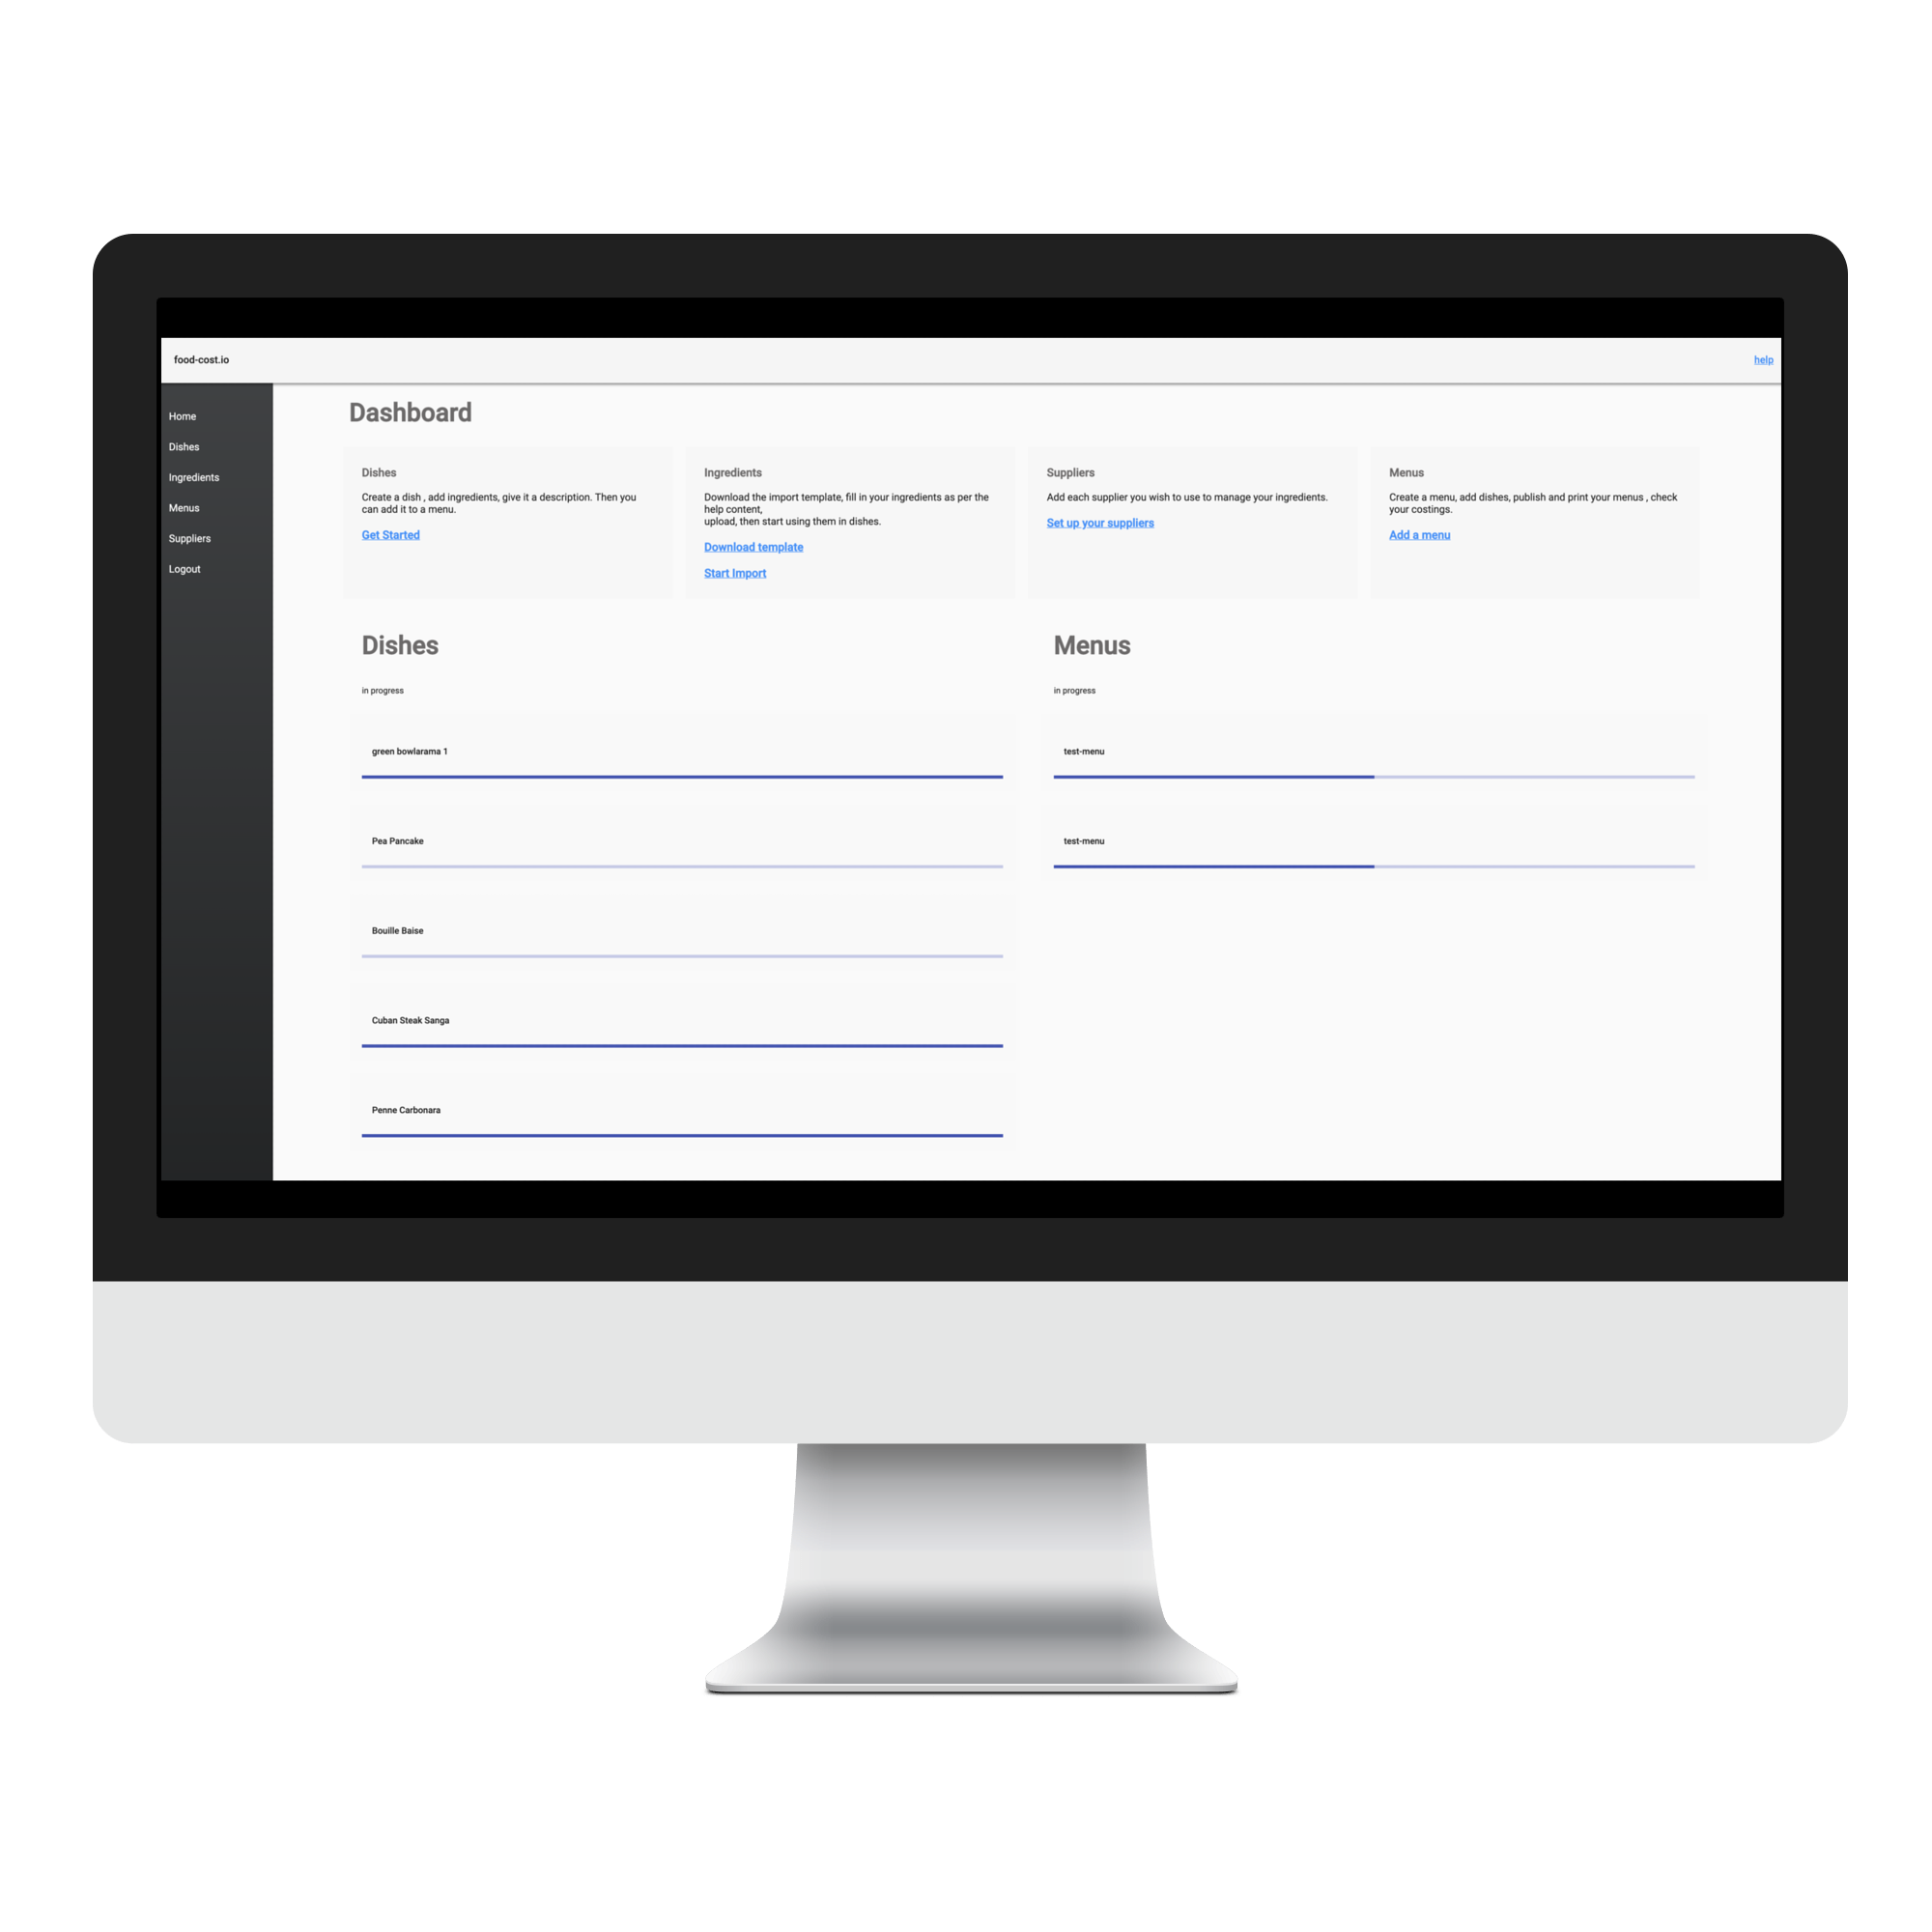 food-cost.io
help
Home
Dishes
Ingredients
Menus
Suppliers
Logout
Dashboard
Dishes
Create a dish , add ingredients, give it a description. Then you
can add it to a menu.
Get Started
Ingredients
Download the import template, fill in your ingredients as per the
help content,
upload, then start using them in dishes.
Download template
Start Import
Suppliers
Add each supplier you wish to use to manage your ingredients.
Set up your suppliers
Menus
Create a menu, add dishes, publish and print your menus , check
your costings.
Add a menu
Dishes
in progress
green bowlarama 1
Pea Pancake
Bouille Baise
Cuban Steak Sanga
Penne Carbonara
Menus
in progress
test-menu
test-menu